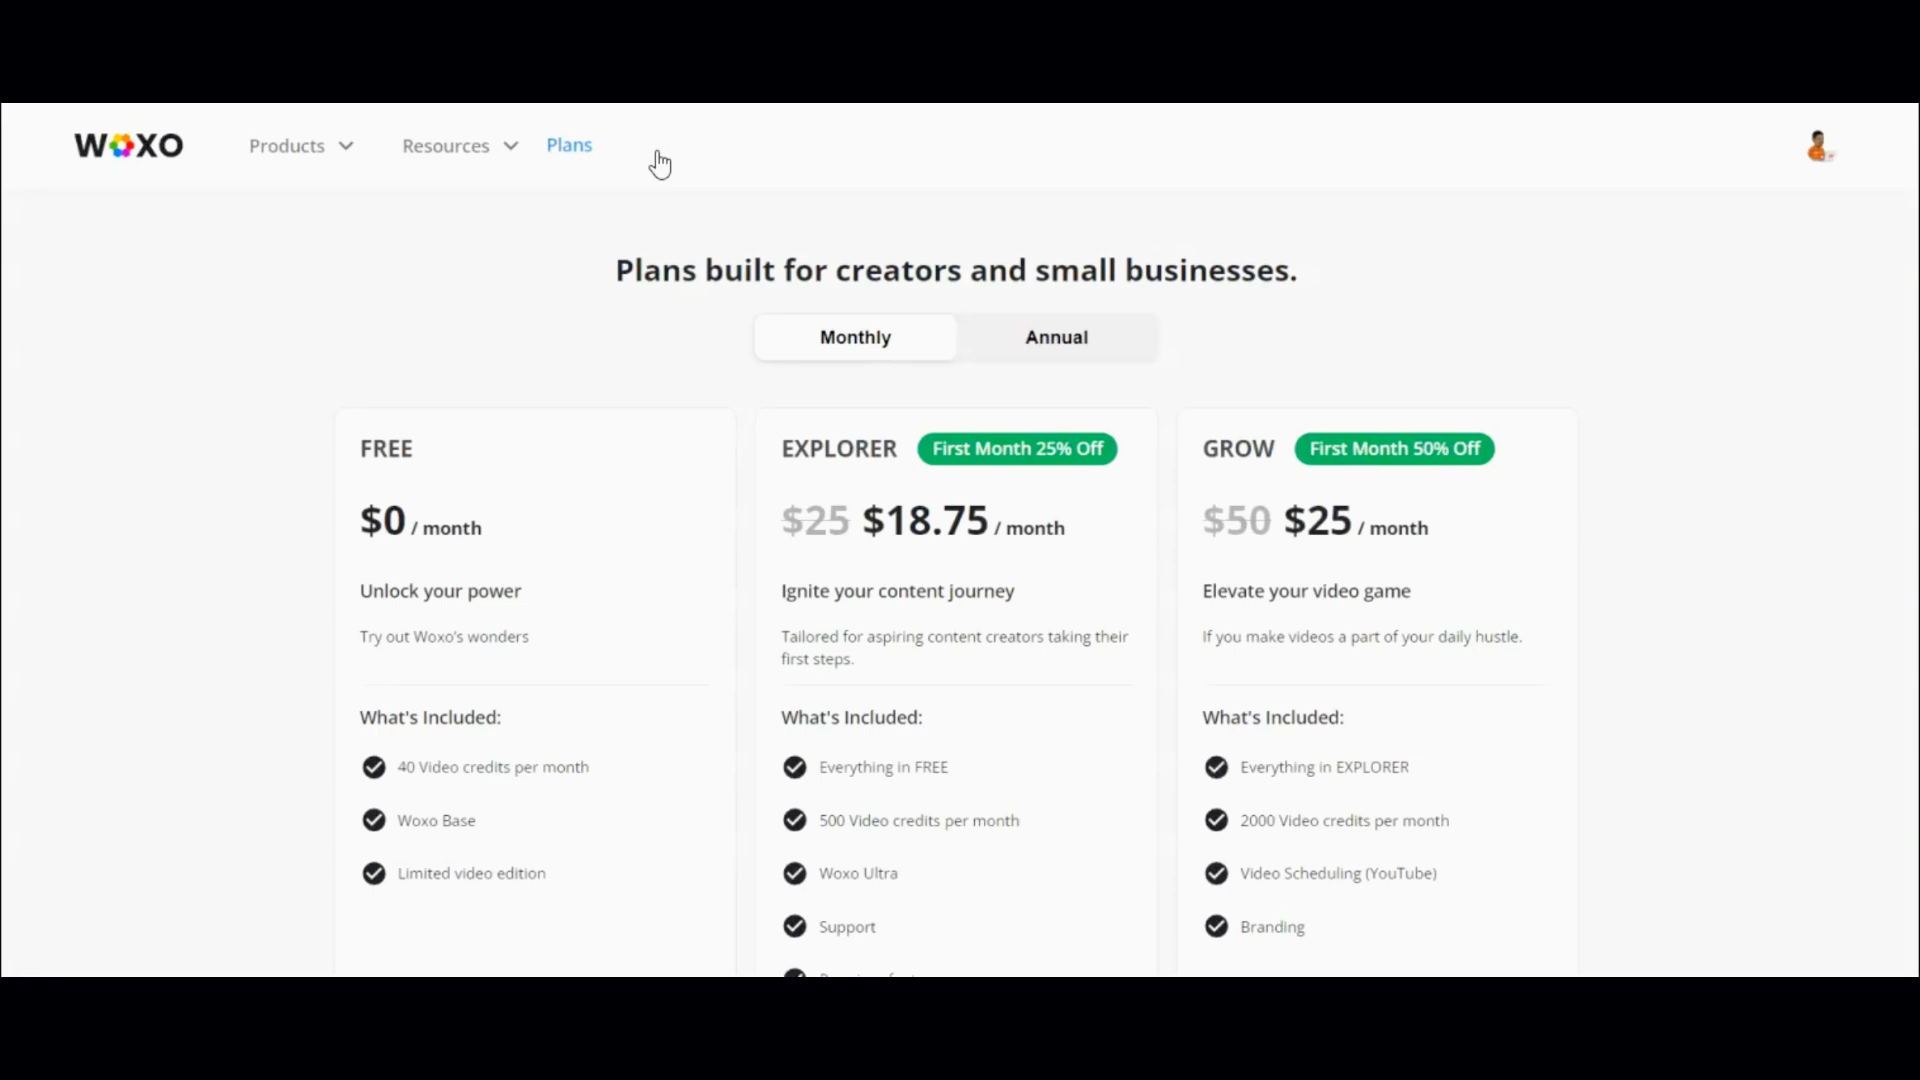 WOXO
Products
Resources
Plans
Plans built for creators and small businesses.
Monthly
Annual
FREE
$0 / month
Unlock your power
Try out Woxo's wonders
What's Included:
40 Video credits per month
Woxo Base
Limited video edition
EXPLORER
First Month 25% Off
$25 $18.75 / month
Ignite your content journey
Tailored for aspiring content creators taking their
first steps.
What's Included:
Everything in FREE
500 Video credits per month
Woxo Ultra
Support
GROW
First Month 50% Off
$50 $25 / month
Elevate your video game
If you make videos a part of your daily hustle.
What's Included:
Everything in EXPLORER
2000 Video credits per month
Video Scheduling (YouTube)
Branding